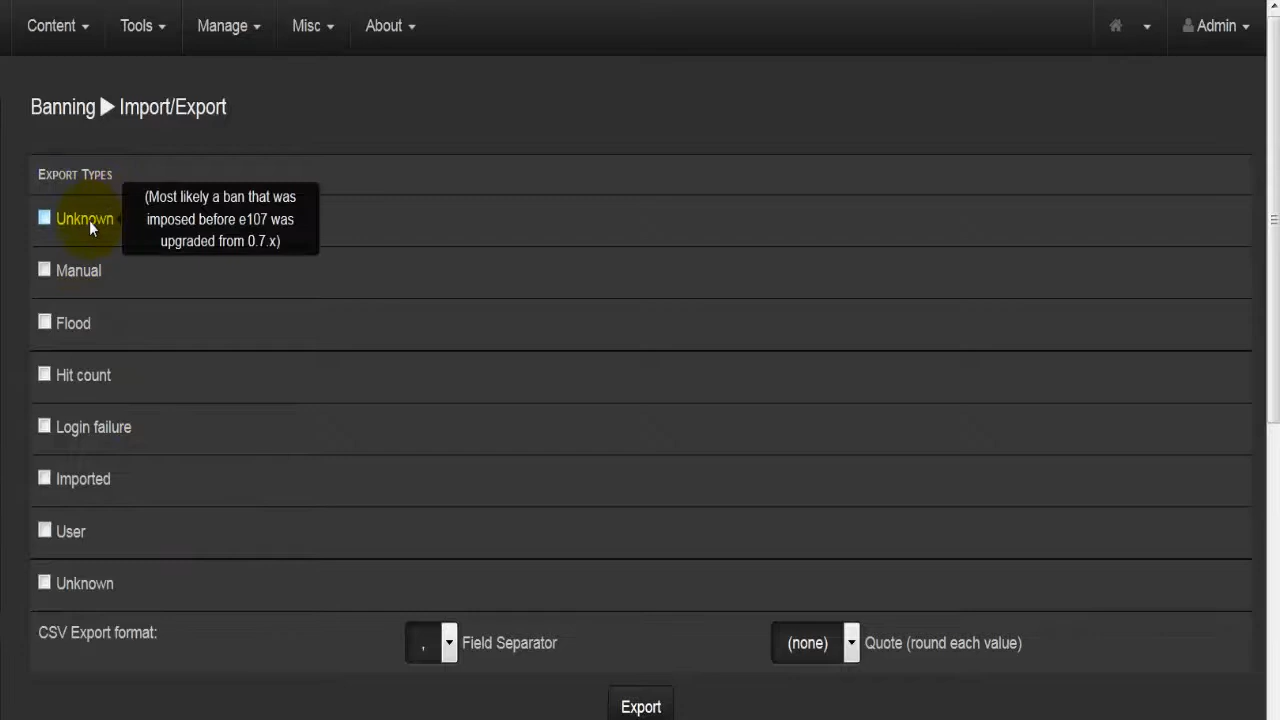 Content Tools Manage Misc About Admin
Banning ▶ Import/Export
Export Types
Unknown
(Most likely a ban that was
imposed before e107 was
upgraded from 0.7.x)
Manual
Flood
Hit count
Login failure
Imported
User
Unknown
CSV Export format: , Field Separator (none) Quote (round each value)
Export